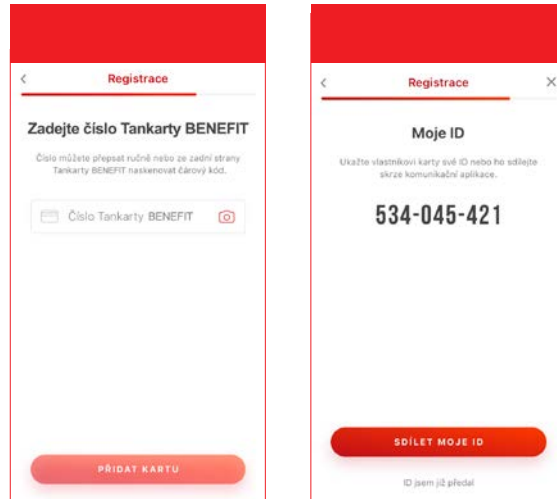 Registrace
Zadejte číslo Tankarty BENEFIT
Číslo můžete přepsat ručně nebo ze zadní strany
Tankarty BENEFIT naskenovat čárový kód.
Číslo Tankarty BENEFIT
PŘIDAT KARTU
Registrace
Moje ID
Ukažte vlastníkovi karty své ID nebo ho sdílejte
skrze komunikační aplikace.
534-045-421
SDÍLET MOJE ID
ID jsem již předal